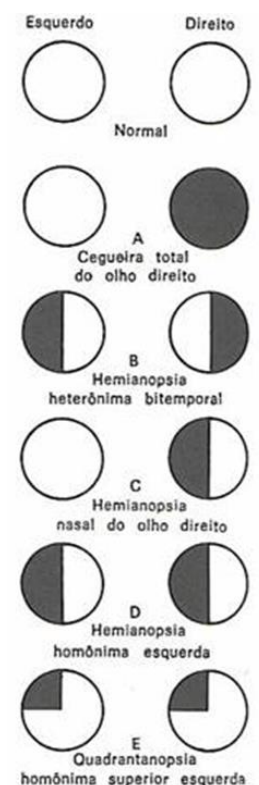 Esquerdo Direito
Normal
A
Cegueira total
do olho direito
B
Hemianopsia
heterônima bitemporal
C
Hemianopsia
nasal do olho direito
D
Hemianopsia
homônima esquerda
E
Quadrantanopsia
homônima superior esquerda